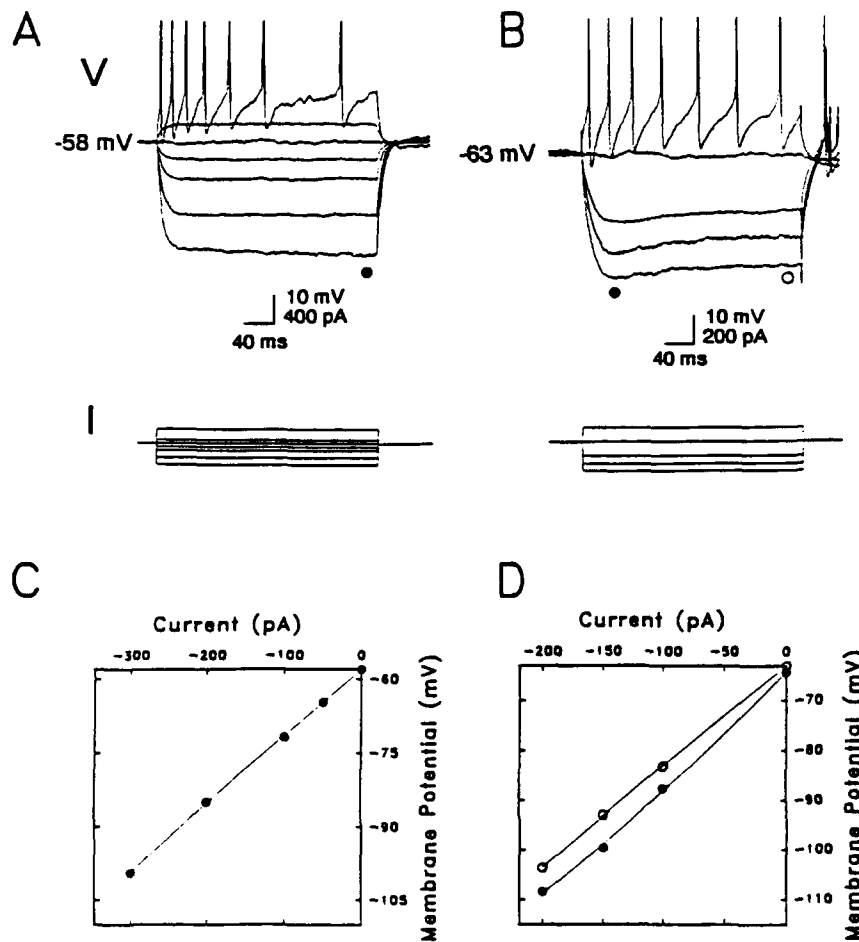 A
B
V
-58 mV
-63 mV
10 mV
400 pA
40 ms
10 mV
200 pA
40 ms
I
C
D
Current (pA)
-300 -200 -100 0
-60
-75
-90
-105
Membrane Potential (mV)
Current (pA)
-200 -150 -100 -50 0
-70
-80
-90
-100
-110
Membrane Potential (mV)